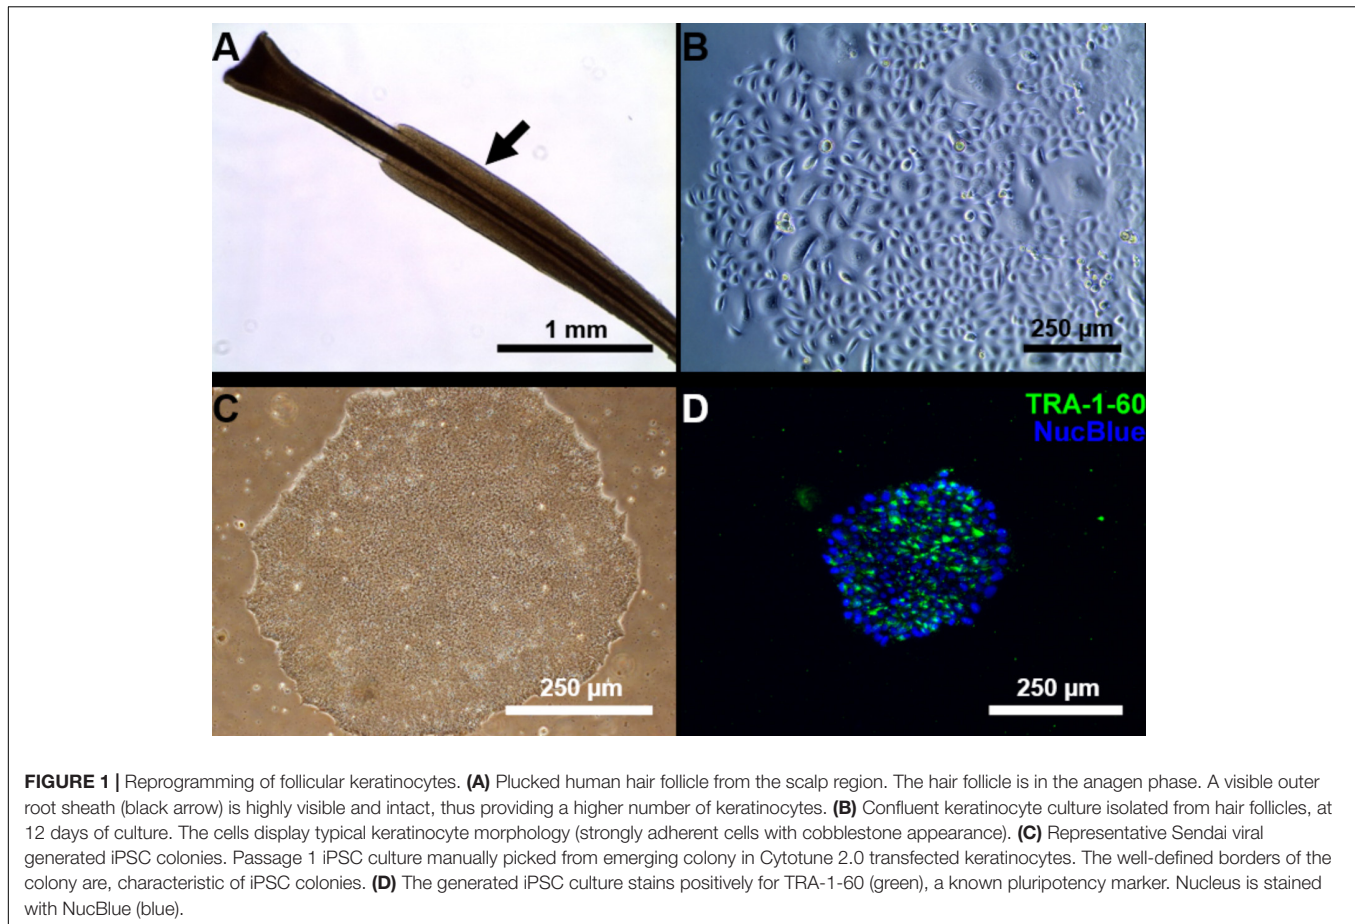 A
B
1 mm
250 µm
C
D
TRA-1-60
NucBlue
250 µm
250 µm
FIGURE 1 | Reprogramming of follicular keratinocytes. (A) Plucked human hair follicle from the scalp region. The hair follicle is in the anagen phase. A visible outer
root sheath (black arrow) is highly visible and intact, thus providing a higher number of keratinocytes. (B) Confluent keratinocyte culture isolated from hair follicles, at
12 days of culture. The cells display typical keratinocyte morphology (strongly adherent cells with cobblestone appearance). (C) Representative Sendai viral
generated iPSC colonies. Passage 1 iPSC culture manually picked from emerging colony in Cytotune 2.0 transfected keratinocytes. The well-defined borders of the
colony are, characteristic of iPSC colonies. (D) The generated iPSC culture stains positively for TRA-1-60 (green), a known pluripotency marker. Nucleus is stained
with NucBlue (blue).